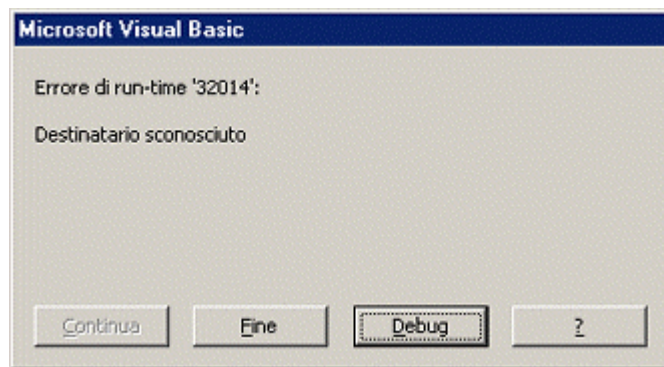 Microsoft Visual Basic
Errore di run-time '32014':
Destinatario sconosciuto
Continua Fine Debug ?